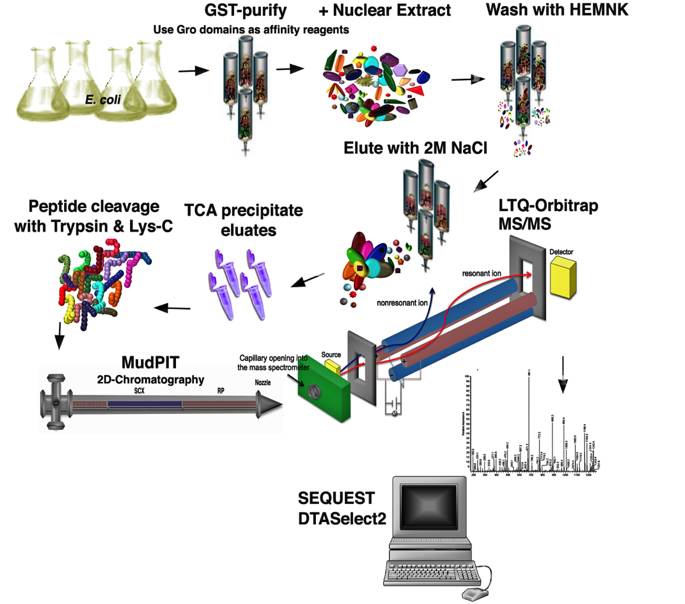 GST-purify
Use Gro domains as affinity reagents
+ Nuclear Extract
Wash with HEMNK
E. coli
Elute with 2M NaCl
LTQ-Orbitrap
MS/MS
Detector
resonant ion
nonresonant ion
TCA precipitate
eluates
Peptide cleavage
with Trypsin & Lys-C
MudPIT
2D-Chromatography
SCX
RP
Nozzle
Capillary opening into
the mass spectrometer
Source
SEQUEST
DTASelect2